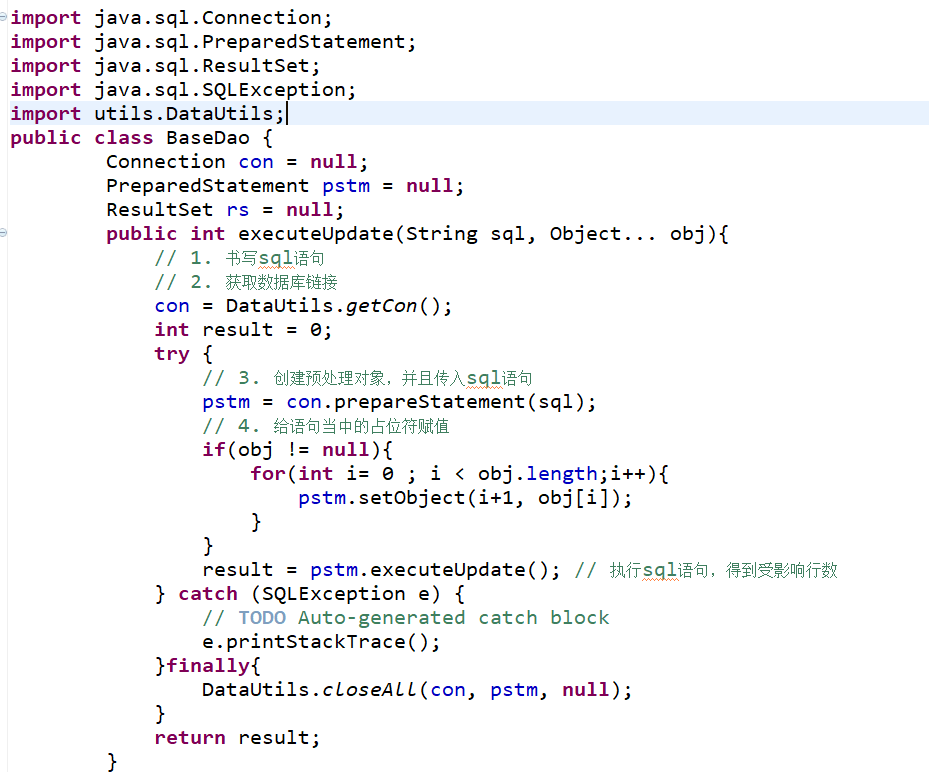 import java.sql.Connection;
import java.sql.PreparedStatement;
import java.sql.ResultSet;
import java.sql.SQLException;
import utils.DataUtils;
public class BaseDao {
        Connection con = null;
        PreparedStatement pstm = null;
        ResultSet rs = null;
        public int executeUpdate(String sql, Object... obj){
            // 1. 书写sql语句
            // 2. 获取数据库链接
            con = DataUtils.getCon();
            int result = 0;
            try {
                // 3. 创建预处理对象，并且传入sql语句
                pstm = con.prepareStatement(sql);
                // 4. 给语句当中的占位符赋值
                if(obj != null){
                    for(int i= 0 ; i < obj.length;i++){
                        pstm.setObject(i+1, obj[i]);
                    }
                }
                result = pstm.executeUpdate(); // 执行sql语句，得到受影响行数
            } catch (SQLException e) {
                // TODO Auto-generated catch block
                e.printStackTrace();
            }finally{
                DataUtils.closeAll(con, pstm, null);
            }
            return result;
        }